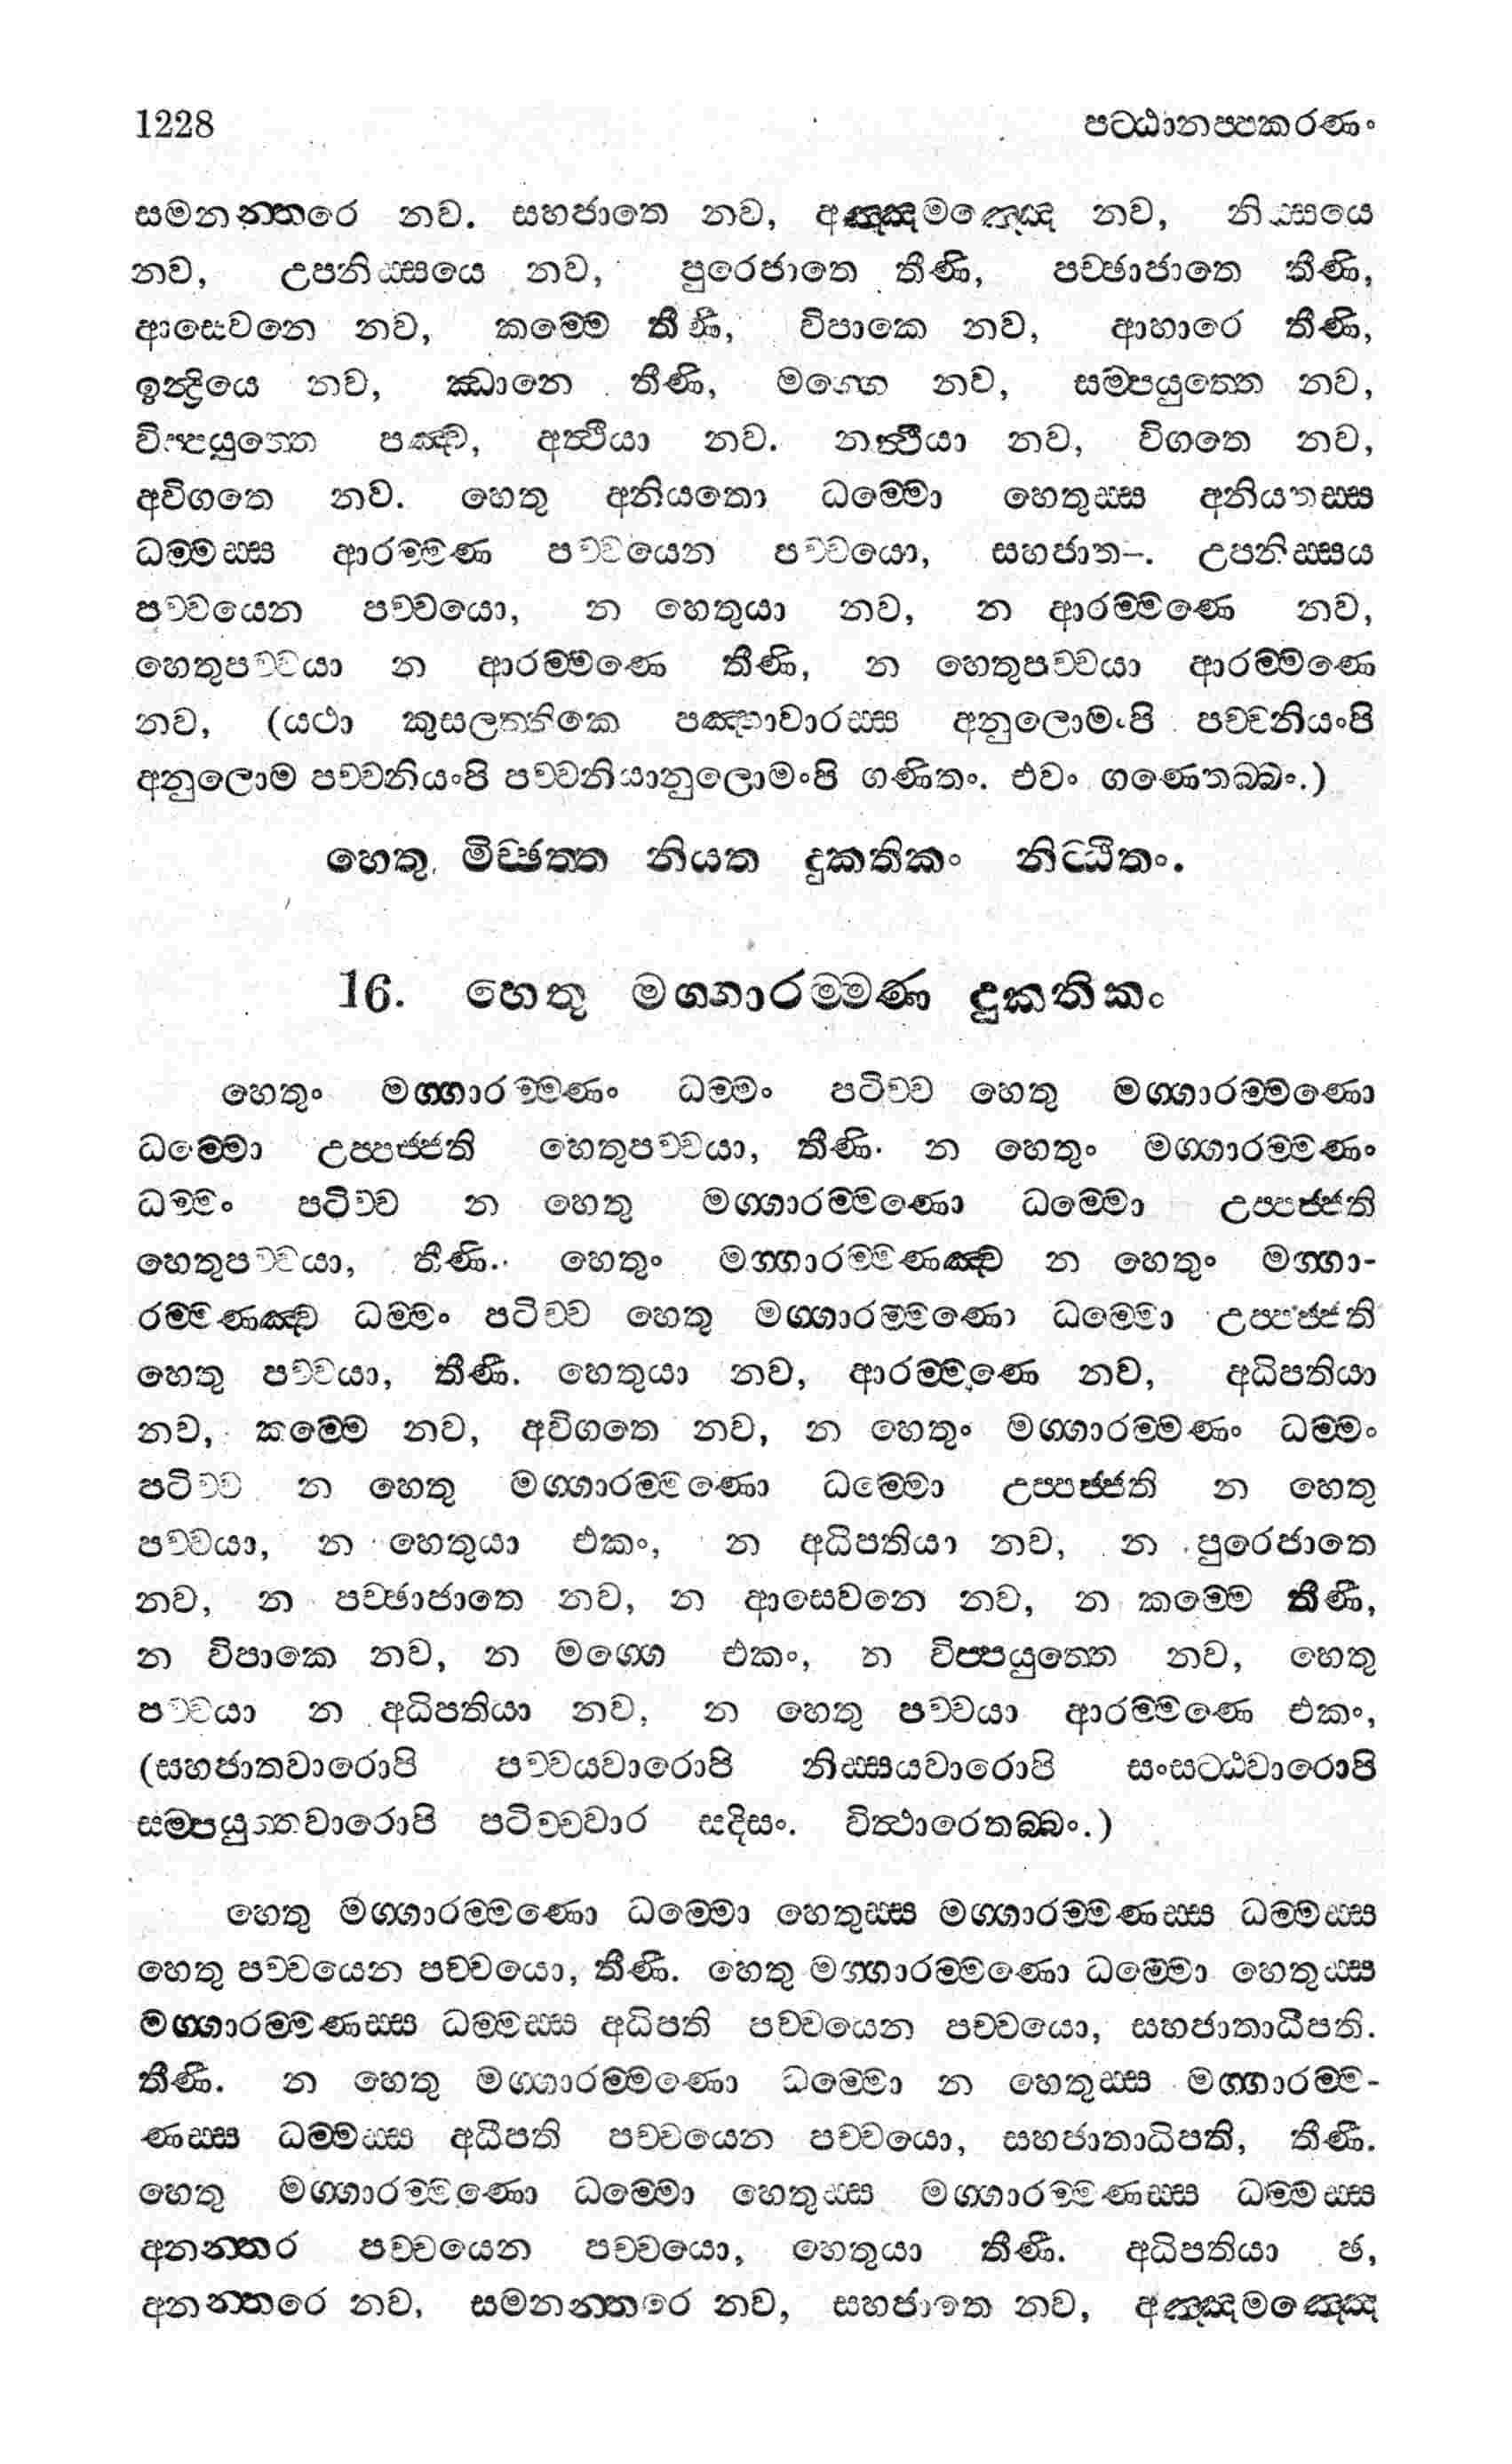 1228 පට්ඨානප්පකරණං
සමනන්තරෙ නව. සහජාතෙ නව, අඤ්ඤමඤ්ඤෙ නව, නිස්සයෙ
නව, උපනිස්සයෙ නව, පුරෙජාතෙ තීණි, පච්ඡාජාතෙ තීණි,
ආසෙවනෙ නව, කම්මෙ තීණි, විපාකෙ නව, ආහාරෙ තීණි,
ඉන්ද්‍රියෙ නව, ඣානෙ තීණි, මග්ගෙ නව, සම්පයුත්තෙ නව,
විප්පයුත්තෙ පඤ්ච, අත්ථියා නව. නත්ථියා නව, විගතෙ නව,
අවිගතෙ නව. හෙතු අනියතො ධම්මො හෙතුස්ස අනියතස්ස
ධම්මස්ස ආරම්මණ පච්චයෙන පච්චයො, සහජාත–. උපනිස්සය
පච්චයෙන පච්චයො, න හෙතුයා නව, න ආරම්මණෙ නව,
හෙතුපච්චයා න ආරම්මණෙ තීණි, න හෙතුපච්චයා ආරම්මණෙ
නව, (යථා කුසලත්තිකෙ පඤ්හාවාරස්ස අනුලොමංපි පච්චනියංපි
අනුලොම පච්චනියංපි පච්චනියානුලොමංපි ගණිතං. එවං ගණෙතබ්බං.)
හෙතු මිච්ඡත්ත නියත දුකතිකං නිට්ඨිතං.
16. හෙතු මග්ගාරම්මණ දුකතිකං
හෙතුං මග්ගාරම්මණං ධම්මං පටිච්ච හෙතු මග්ගාරම්මණො
ධම්මො උප්පජ්ජති හෙතුපච්චයා, තීණි. න හෙතුං මග්ගාරම්මණං
ධම්මං පටිච්ච න හෙතු මග්ගාරම්මණො ධම්මො උප්පජ්ජති
හෙතුපච්චයා, තීණි. හෙතුං මග්ගාරම්මණඤ්ච න හෙතුං මග්ගා-
රම්මණඤ්ච ධම්මං පටිච්ච හෙතු මග්ගාරම්මණො ධම්මො උප්පජ්ජති
හෙතු පච්චයා, තීණි. හෙතුයා නව, ආරම්මණෙ නව, අධිපතියා
නව, කම්මෙ නව, අවිගතෙ නව, න හෙතුං මග්ගාරම්මණං ධම්මං
පටිච්ච න හෙතු මග්ගාරම්මණො ධම්මො උප්පජ්ජති න හෙතු
පච්චයා, න හෙතුයා එකං, න අධිපතියා නව, න පුරෙජාතෙ
නව, න පච්ඡාජාතෙ නව, න ආසෙවනෙ නව, න කම්මෙ තීණි,
න විපාකෙ නව, න මග්ගෙ එකං, න විප්පයුත්තෙ නව, හෙතු
පච්චයා න අධිපතියා නව, න හෙතු පච්චයා ආරම්මණෙ එකං,
(සහජාතවාරොපි පච්චයවාරොපි නිස්සයවාරොපි සංසට්ඨවාරොපි
සම්පයුත්තවාරොපි පටිච්චවාර සදිසං. විත්ථාරෙතබ්බං.)
හෙතු මග්ගාරම්මණො ධම්මො හෙතුස්ස මග්ගාරම්මණස්ස ධම්මස්ස
හෙතු පච්චයෙන පච්චයො, තීණි. හෙතු මග්ගාරම්මණො ධම්මො හෙතුස්ස
මග්ගාරම්මණස්ස ධම්මස්ස අධිපති පච්චයෙන පච්චයො, සහජාතාධිපති.
තීණි. න හෙතු මග්ගාරම්මණො ධම්මො න හෙතුස්ස මග්ගාරම්ම-
ණස්ස ධම්මස්ස අධිපති පච්චයෙන පච්චයො, සහජාතාධිපති, තීණි.
හෙතු මග්ගාරම්මණො ධම්මො හෙතුස්ස මග්ගාරම්මණස්ස ධම්මස්ස
අනන්තර පච්චයෙන පච්චයො, හෙතුයා තීණි. අධිපතියා ඡ,
අනන්තරෙ නව, සමනන්තරෙ නව, සහජාතෙ නව, අඤ්ඤමඤ්ඤෙ